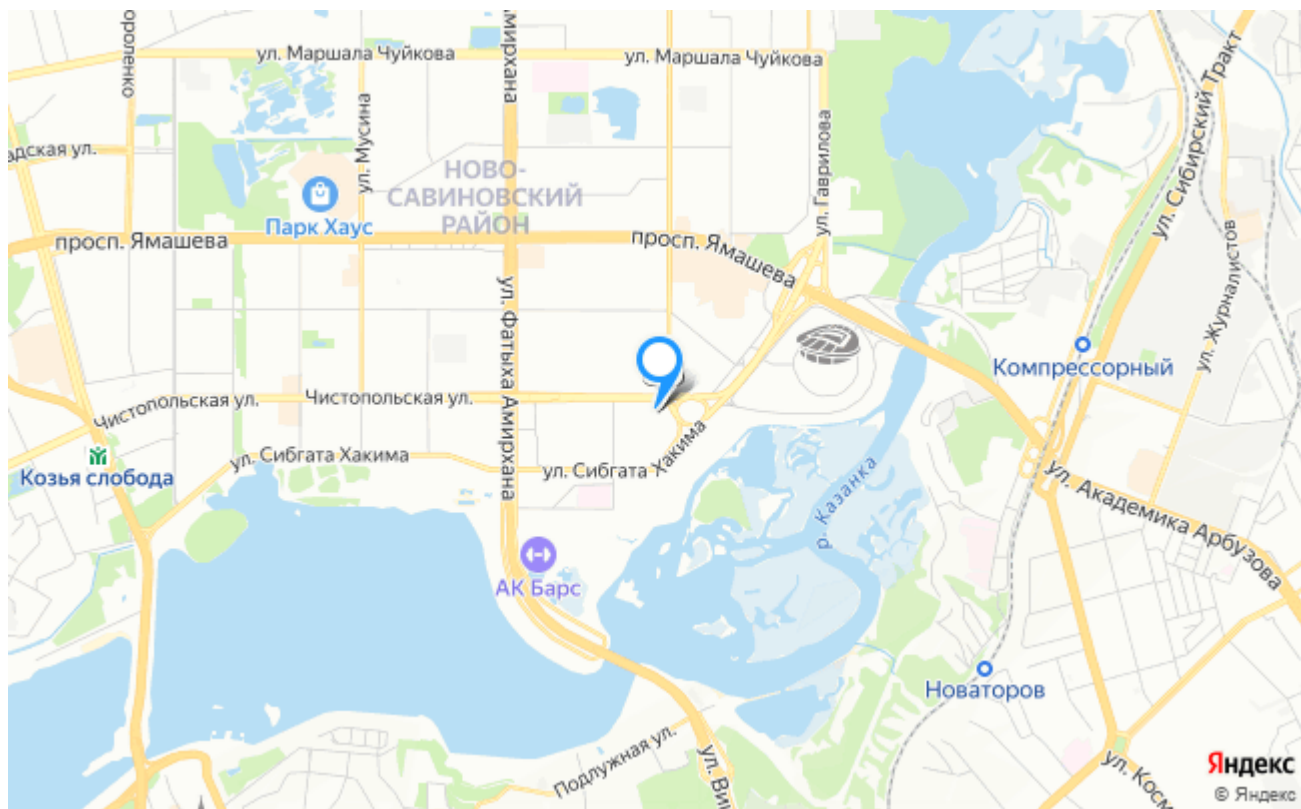 ороленко
ул. Маршала Чуйкова
Амирхана
ул. Маршала Чуйкова
ул. Сибирский Тракт
адская ул.
ул. Мусина
НОВО-
САВИНОВСКИЙ
РАЙОН
ул. Гаврилова
Парк Хаус
просп. Ямашева
просп. Ямашева
ул. Журналистов
ул. Фатыха Амирхана
Компрессорный
Чистопольская ул.
Чистопольская ул.
Козья слобода
ул. Сибгата Хакима
ул. Сибгата Хакима
р. Казанка
ул. Академика Арбузова
АК Барс
Новаторов
Подлужная ул.
ул. Ви
ул. Косм
Яндекс
© Яндекс